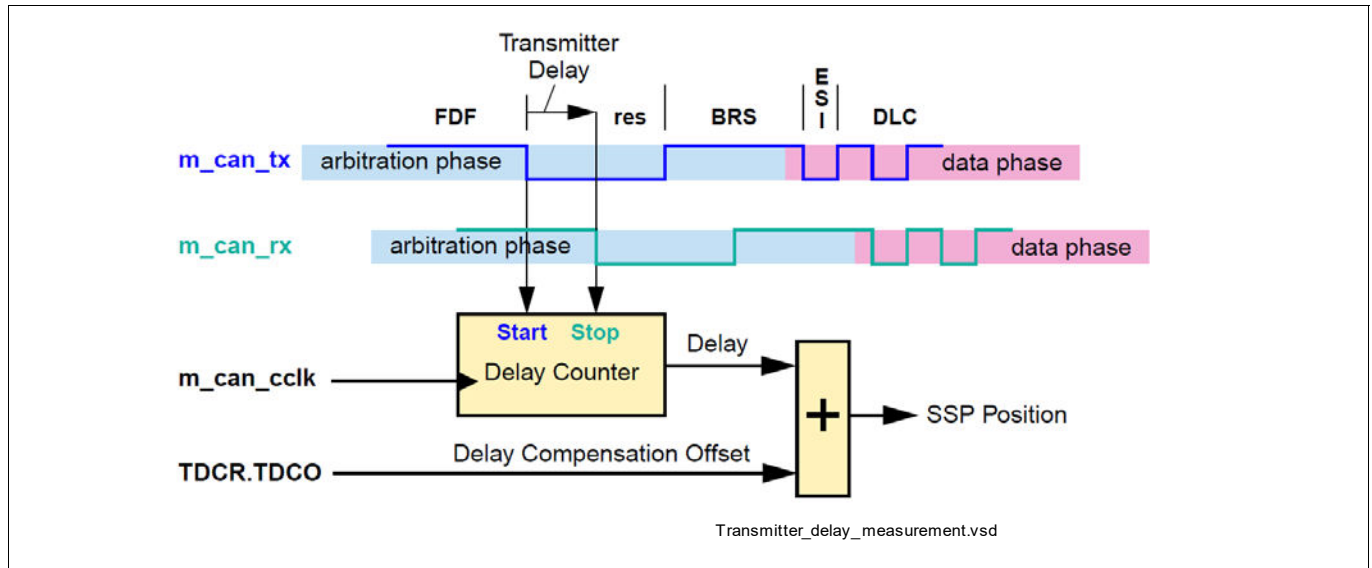 Transmitter
Delay
FDF
res
BRS
E
S
I
DLC
m_can_tx
arbitration phase
data phase
m_can_rx
arbitration phase
data phase
Start Stop
Delay Counter
m_can_cclk
Delay
+
SSP Position
Delay Compensation Offset
TDCR.TDCO
Transmitter_delay_measurement.vsd